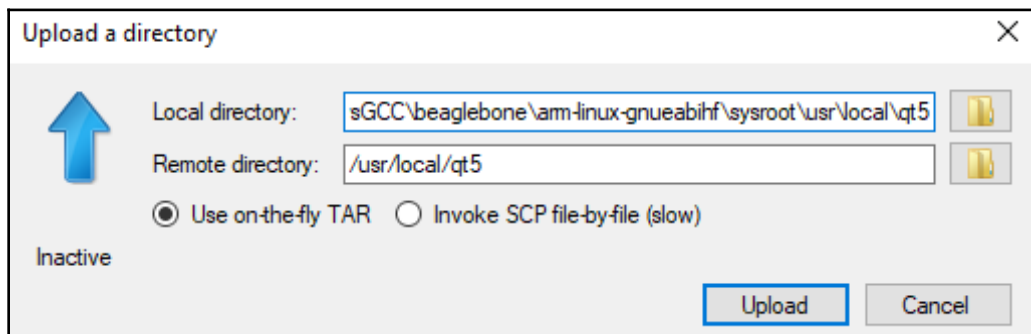 Upload a directory
Local directory: sGCC\beaglebone\arm-linux-gnueabihf\sysroot\usr\local\qt5
Remote directory: /usr/local/qt5
Use on-the-fly TAR Invoke SCP file-by-file (slow)
Inactive
Upload Cancel